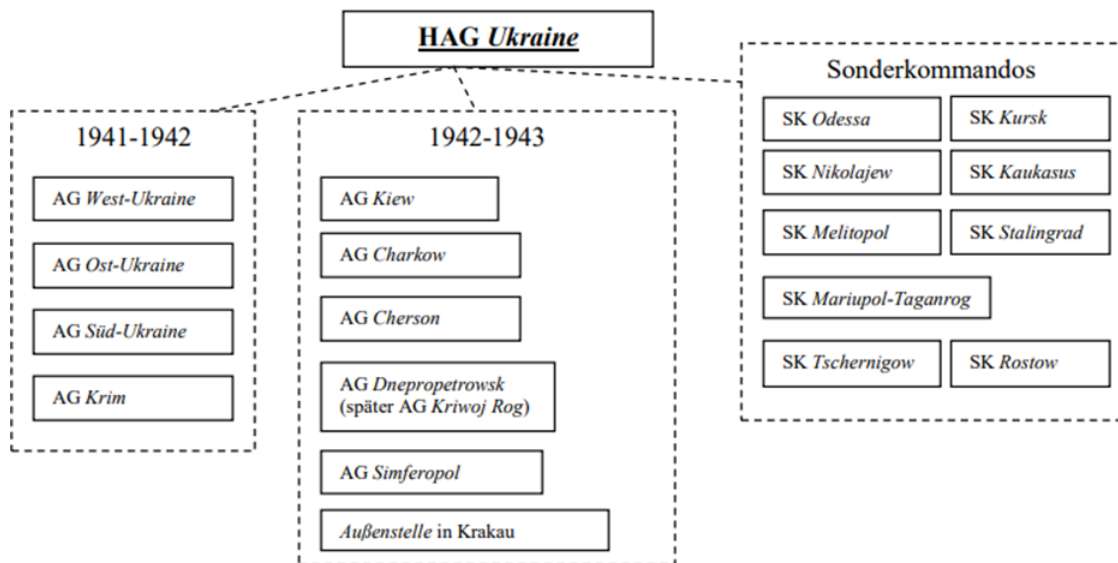 HAG Ukraine
1941-1942
AG West-Ukraine
AG Ost-Ukraine
AG Süd-Ukraine
AG Krim
1942-1943
AG Kiew
AG Charkow
AG Cherson
AG Dnepropetrowsk
(später AG Kriwoj Rog)
AG Simferopol
Außenstelle in Krakau
Sonderkommandos
SK Odessa
SK Kursk
SK Nikolajew
SK Kaukasus
SK Melitopol
SK Stalingrad
SK Mariupol-Taganrog
SK Tschernigow
SK Rostow